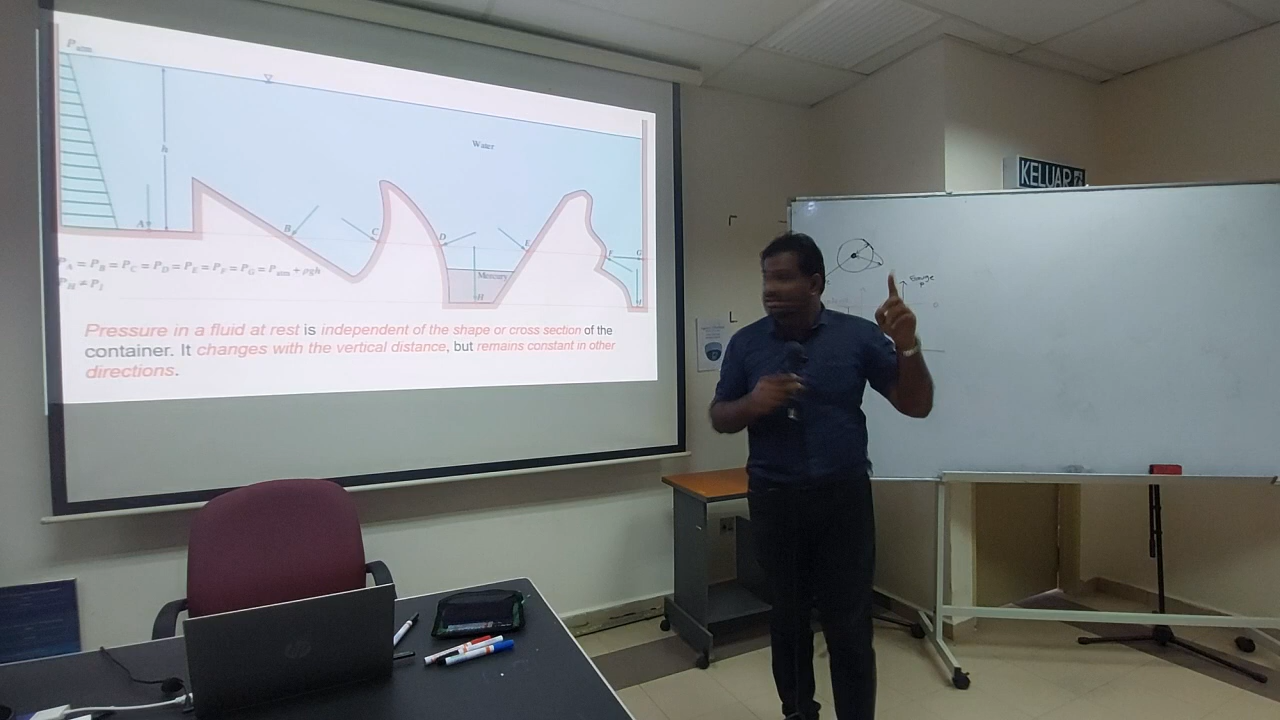 Patm
h
Water
A
B
C
D
E
F
G
Mercury
H
I
PA = PB = PC = PD = PE = PF = PG = Patm + ρgh
PH ≠ PI
Pressure in a fluid at rest is independent of the shape or cross section of the
container. It changes with the vertical distance, but remains constant in other
directions.
KELUAR
Gauge
P
hp